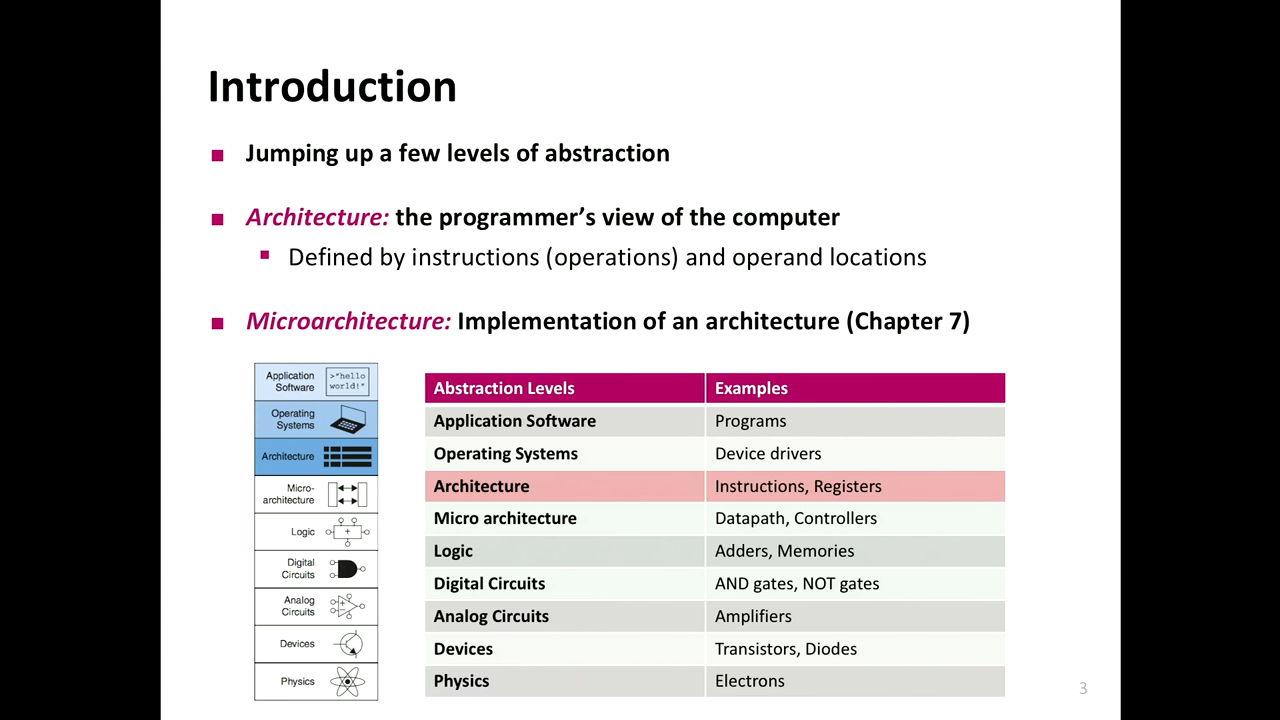 Introduction
Jumping up a few levels of abstraction
Architecture: the programmer’s view of the computer
Defined by instructions (operations) and operand locations
Microarchitecture: Implementation of an architecture (Chapter 7)
Application
Software
>"hello
world!"
Operating
Systems
Architecture
Micro-
architecture
Logic
+
Digital
Circuits
Analog
Circuits
+
−
Devices
Physics
Abstraction Levels Examples
Application Software Programs
Operating Systems Device drivers
Architecture Instructions, Registers
Micro architecture Datapath, Controllers
Logic Adders, Memories
Digital Circuits AND gates, NOT gates
Analog Circuits Amplifiers
Devices Transistors, Diodes
Physics Electrons
3